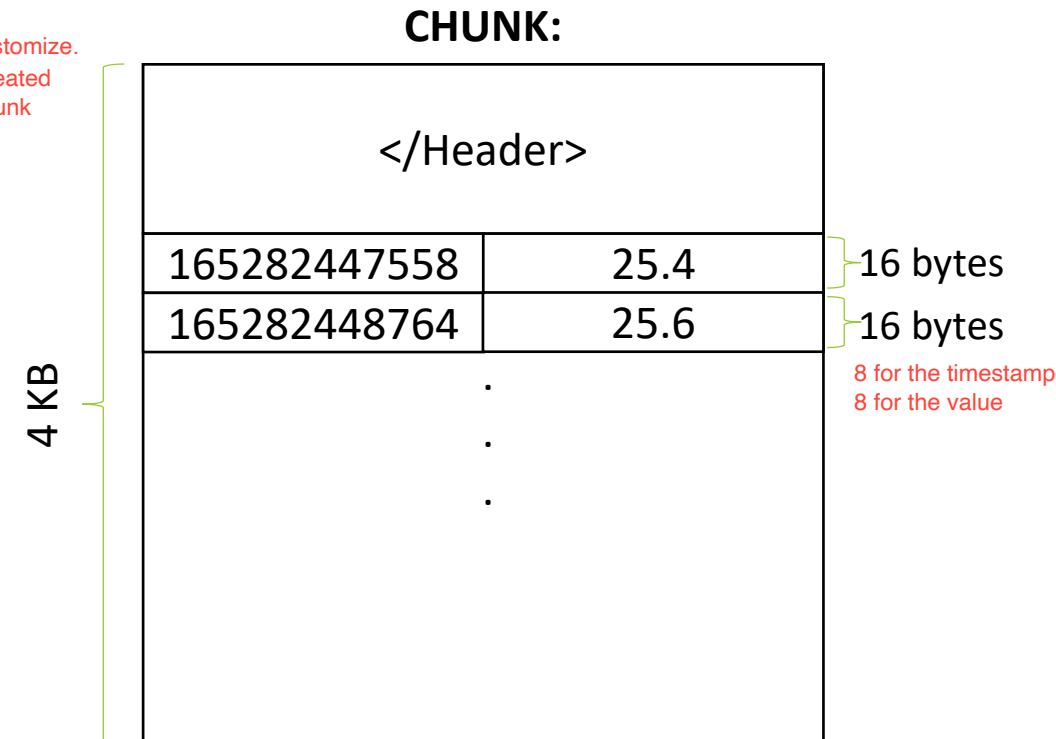 CHUNK:
stomize.
eated
unk
</Header>
165282447558 25.4 16 bytes
165282448764 25.6 16 bytes
8 for the timestamp
8 for the value
4 KB
.
.
.